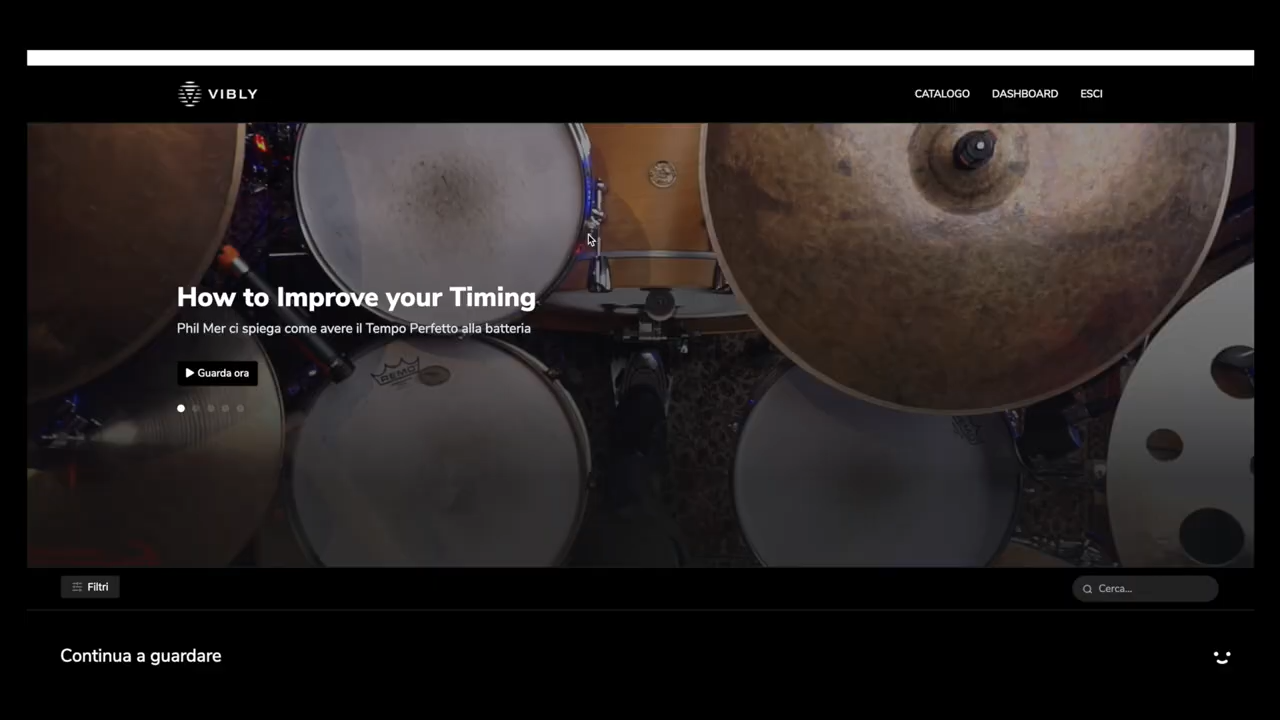 VIBLY
CATALOGO DASHBOARD ESCI
How to Improve your Timing
Phil Mer ci spiega come avere il Tempo Perfetto alla batteria
Guarda ora
REMO
Filtri
Cerca...
Continua a guardare